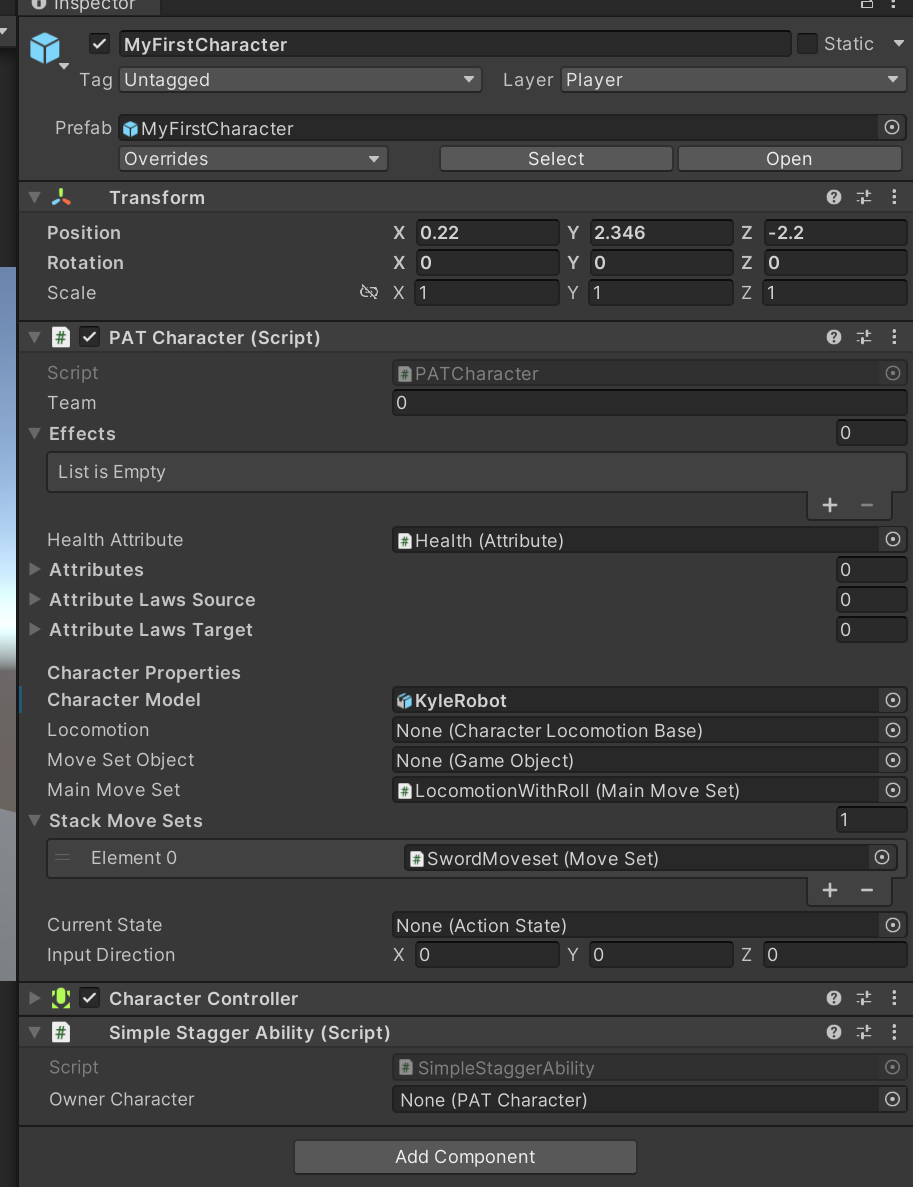 Inspector
MyFirstCharacter Static
Tag Untagged Layer Player
Prefab MyFirstCharacter
Overrides Select Open
Transform
Position X 0.22 Y 2.346 Z -2.2
Rotation X 0 Y 0 Z 0
Scale X 1 Y 1 Z 1
# PAT Character (Script)
Script # PATCharacter
Team 0
Effects 0
List is Empty
+ −
Health Attribute # Health (Attribute)
Attributes 0
Attribute Laws Source 0
Attribute Laws Target 0
Character Properties
Character Model KyleRobot
Locomotion None (Character Locomotion Base)
Move Set Object None (Game Object)
Main Move Set # LocomotionWithRoll (Main Move Set)
Stack Move Sets 1
Element 0 # SwordMoveset (Move Set)
+ −
Current State None (Action State)
Input Direction X 0 Y 0 Z 0
Character Controller
# Simple Stagger Ability (Script)
Script # SimpleStaggerAbility
Owner Character None (PAT Character)
Add Component